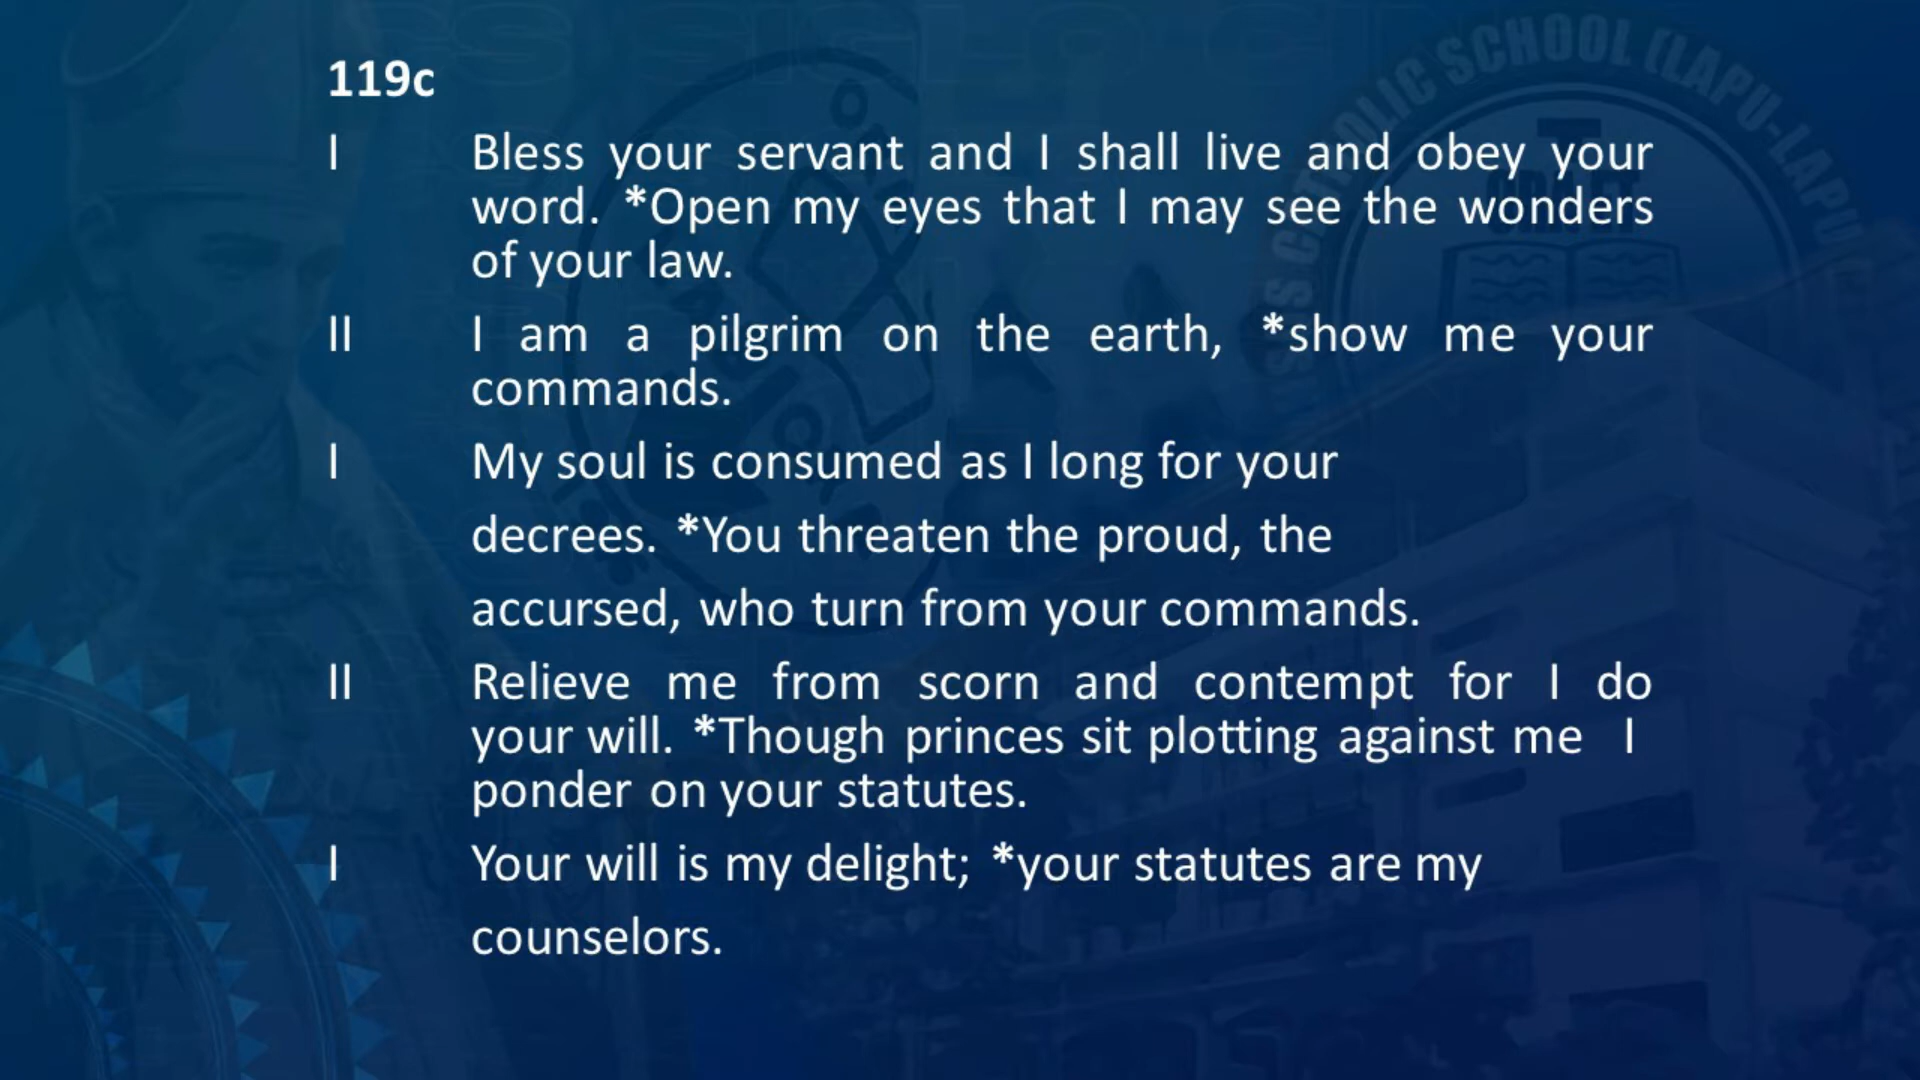 119c
I Bless your servant and I shall live and obey your
word. *Open my eyes that I may see the wonders
of your law.
II I am a pilgrim on the earth, *show me your
commands.
I My soul is consumed as I long for your
decrees. *You threaten the proud, the
accursed, who turn from your commands.
II Relieve me from scorn and contempt for I do
your will. *Though princes sit plotting against me I
ponder on your statutes.
I Your will is my delight; *your statutes are my
counselors.
CATHOLIC SCHOOL (LAPU-LAPU